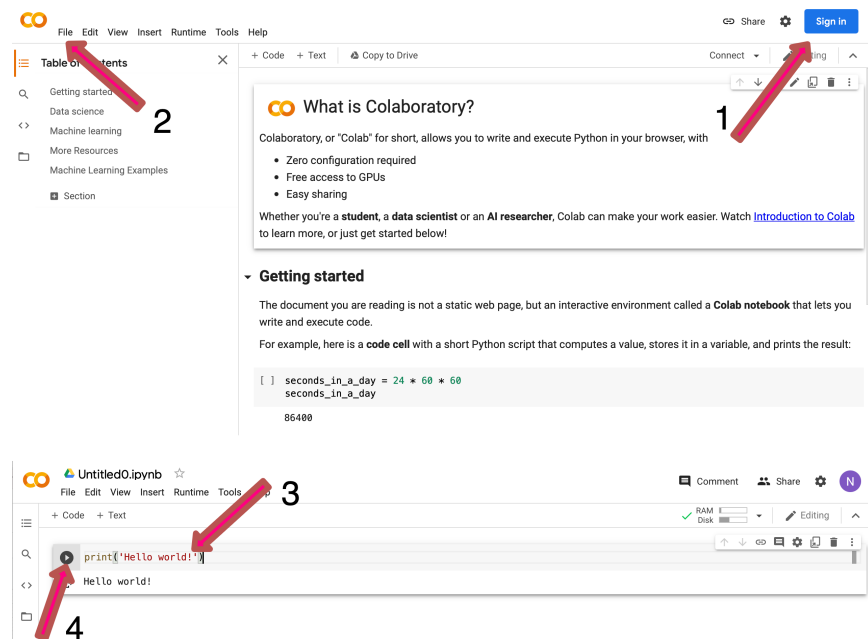 File Edit View Insert Runtime Tools Help
Share
Sign in
Getting started
Data science
Machine learning
More Resources
Machine Learning Examples
Section
+ Code + Text
Copy to Drive
Connect
2
1
What is Colaboratory?
Colaboratory, or "Colab" for short, allows you to write and execute Python in your browser, with
• Zero configuration required
• Free access to GPUs
• Easy sharing
Whether you're a student, a data scientist or an AI researcher, Colab can make your work easier. Watch Introduction to Colab
to learn more, or just get started below!
Getting started
The document you are reading is not a static web page, but an interactive environment called a Colab notebook that lets you
write and execute code.
For example, here is a code cell with a short Python script that computes a value, stores it in a variable, and prints the result:
[ ] seconds_in_a_day = 24 * 60 * 60
seconds_in_a_day
86400
Untitled0.ipynb
File Edit View Insert Runtime Tools
3
Comment
Share
N
+ Code + Text
RAM
Disk
Editing
print('Hello world!')
Hello world!
4